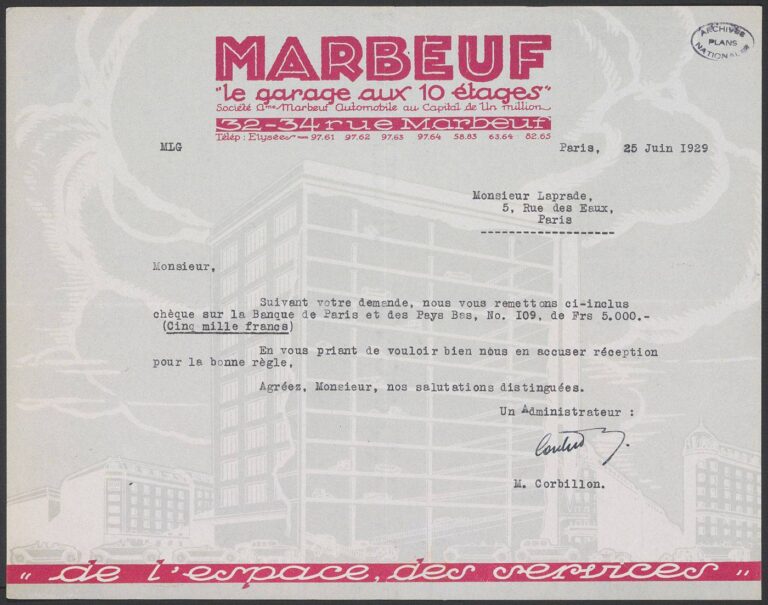 MARBEUF
"le garage aux 10 étages"
Société Ame Marbeuf Automobile au Capital de Un million
32-34 rue Marbeuf
Télép : Elysées — 97.61 97.62 97.63 97.64 58.83 63.64 82.65
ARCHIVES
PLANS
NATIONALES
MLG
Paris, 25 Juin I929
Monsieur Laprade,
5, Rue des Eaux,
Paris
Monsieur,
Suivant votre demande, nous vous remettons ci-inclus
chèque sur la Banque de Paris et des Pays Bas, No. I09, de Frs 5.000.-
(Cinq mille francs)
En vous priant de vouloir bien nous en accuser réception
pour la bonne règle,
Agréez, Monsieur, nos salutations distinguées.
Un Administrateur :
M. Corbillon.
"de l'espace, des services"